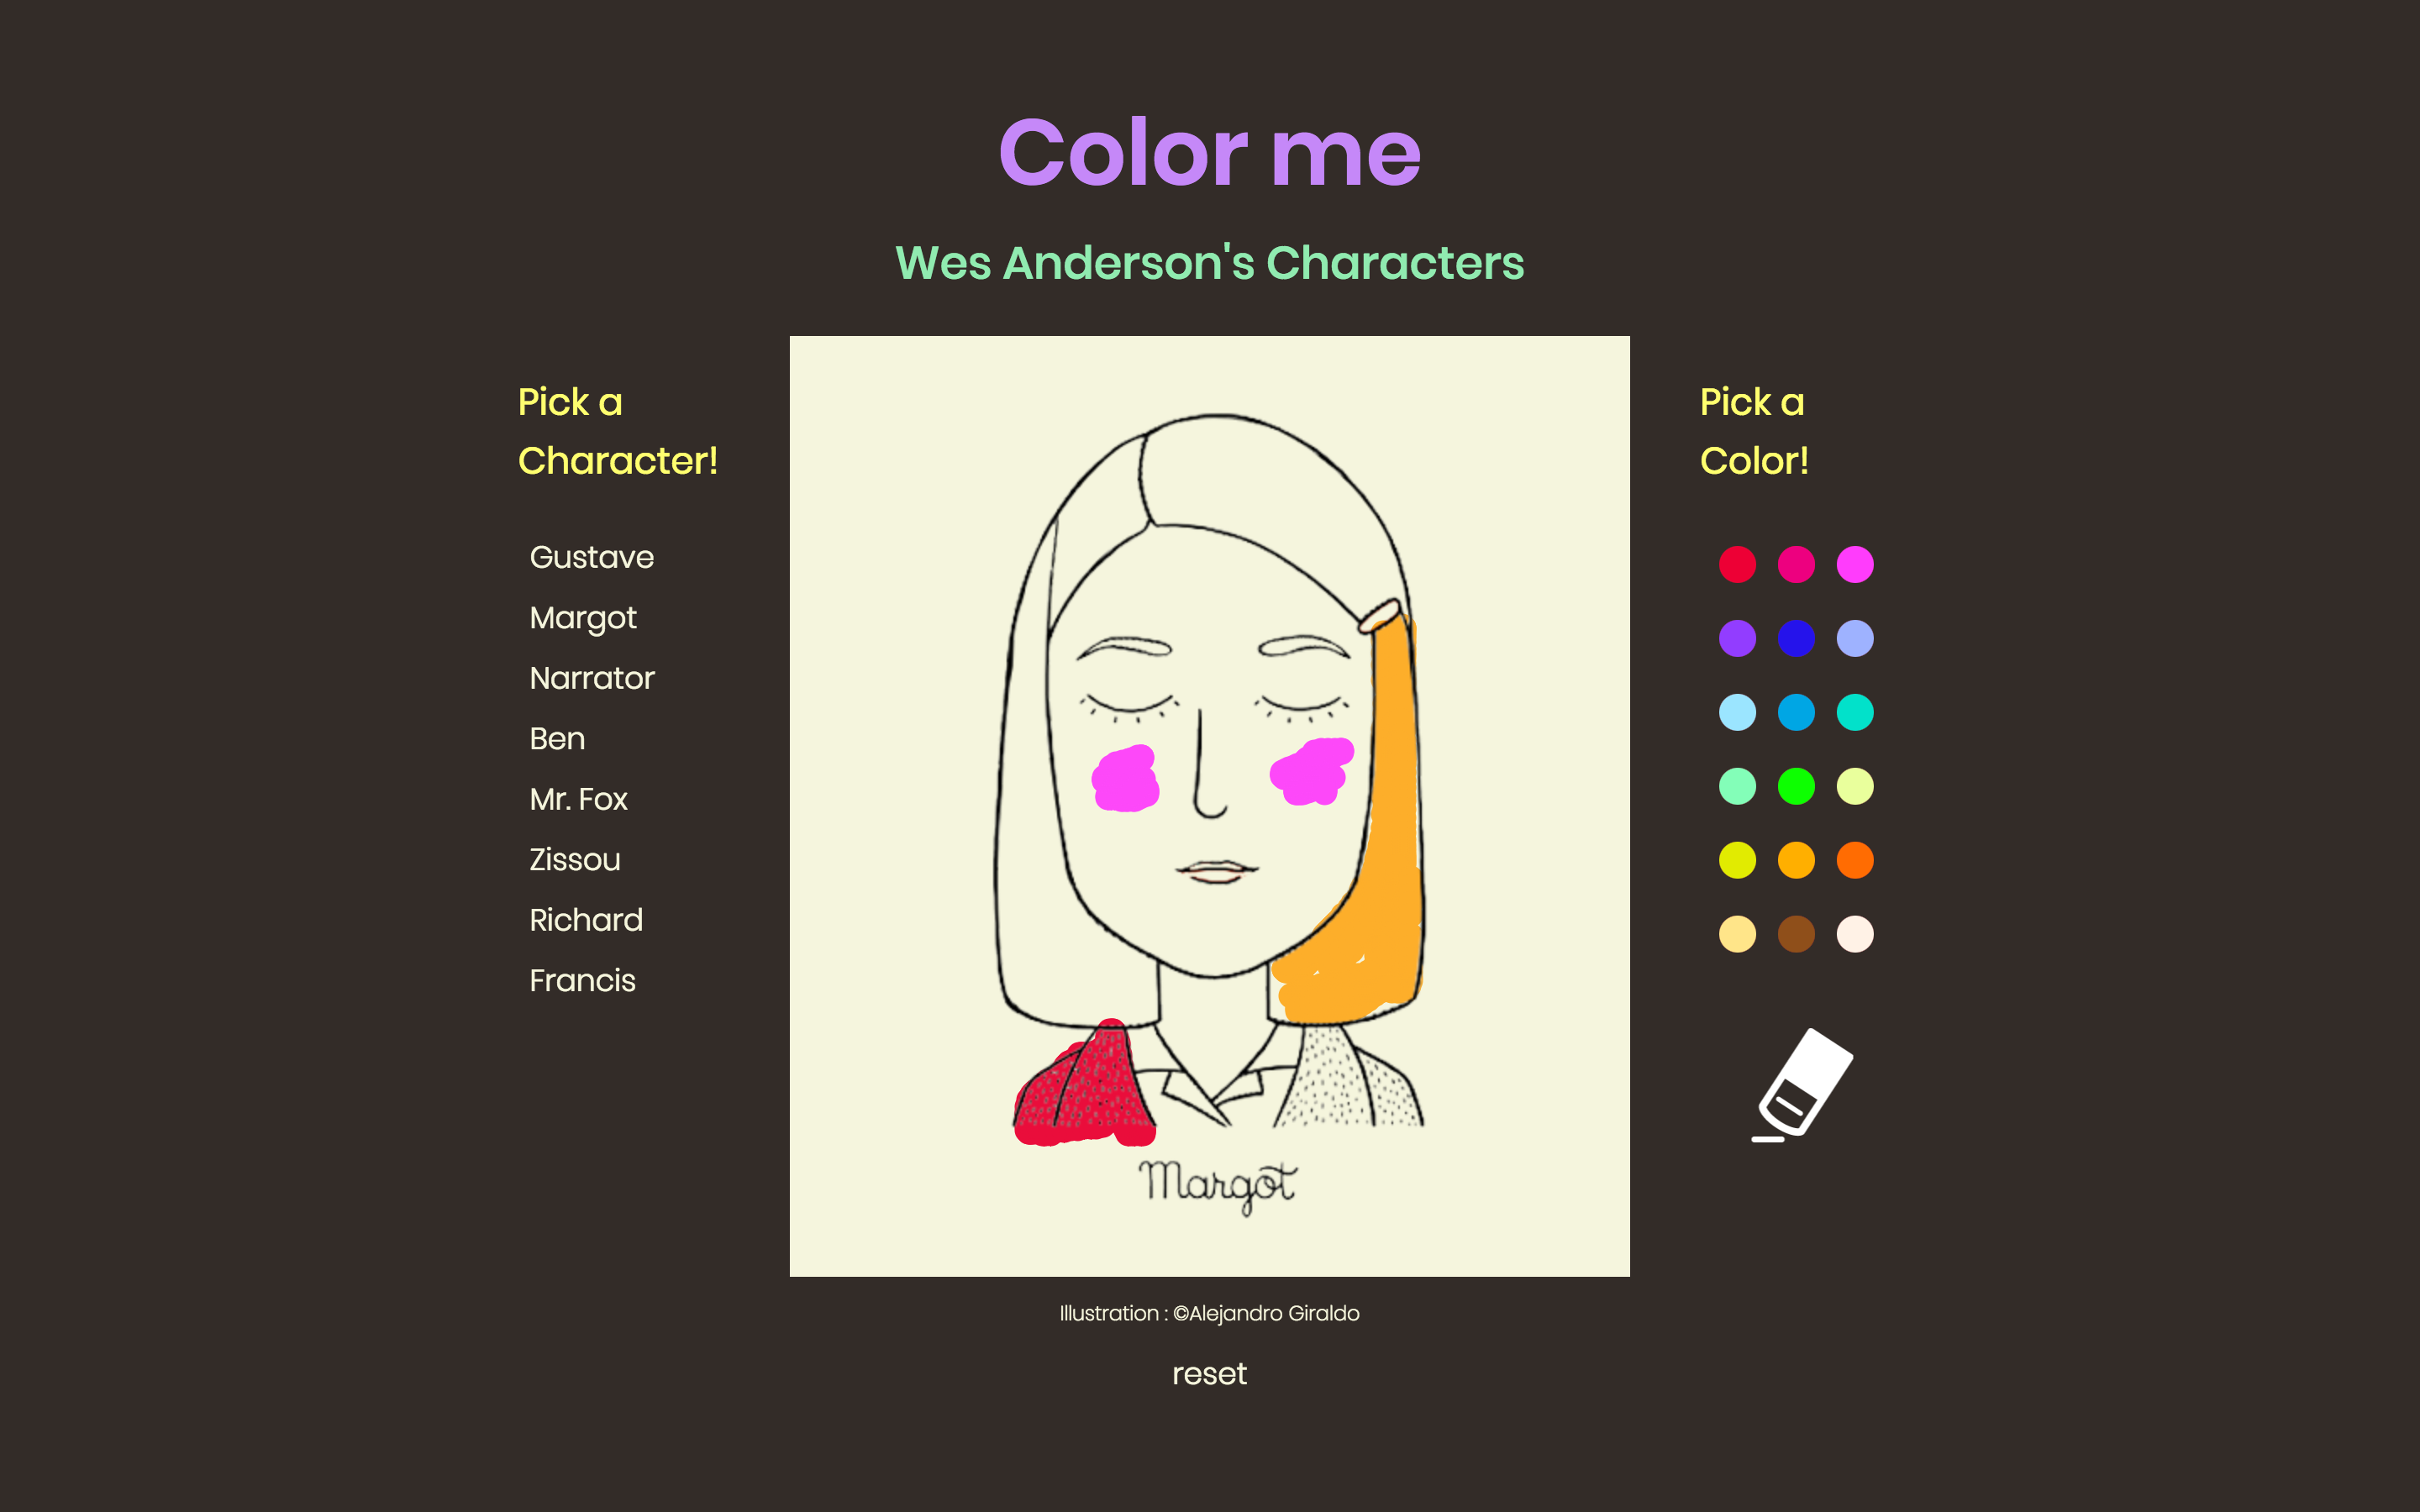 Color me
Wes Anderson's Characters
Pick a
Character!
Gustave
Margot
Narrator
Ben
Mr. Fox
Zissou
Richard
Francis
Margot
Pick a
Color!
Illustration : ©Alejandro Giraldo
reset